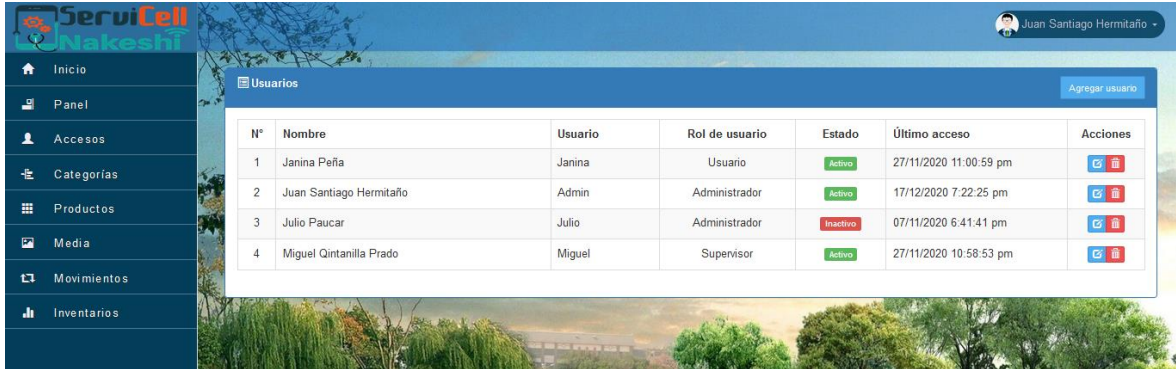 ServiCell
Nakeshi
Juan Santiago Hermitaño
Inicio
Panel
Accesos
Categorías
Productos
Media
Movimientos
Inventarios
Usuarios
Agregar usuario
N° Nombre Usuario Rol de usuario Estado Último acceso Acciones
1 Janina Peña Janina Usuario Activo 27/11/2020 11:00:59 pm
2 Juan Santiago Hermitaño Admin Administrador Activo 17/12/2020 7:22:25 pm
3 Julio Paucar Julio Administrador Inactivo 07/11/2020 6:41:41 pm
4 Miguel Qintanilla Prado Miguel Supervisor Activo 27/11/2020 10:58:53 pm